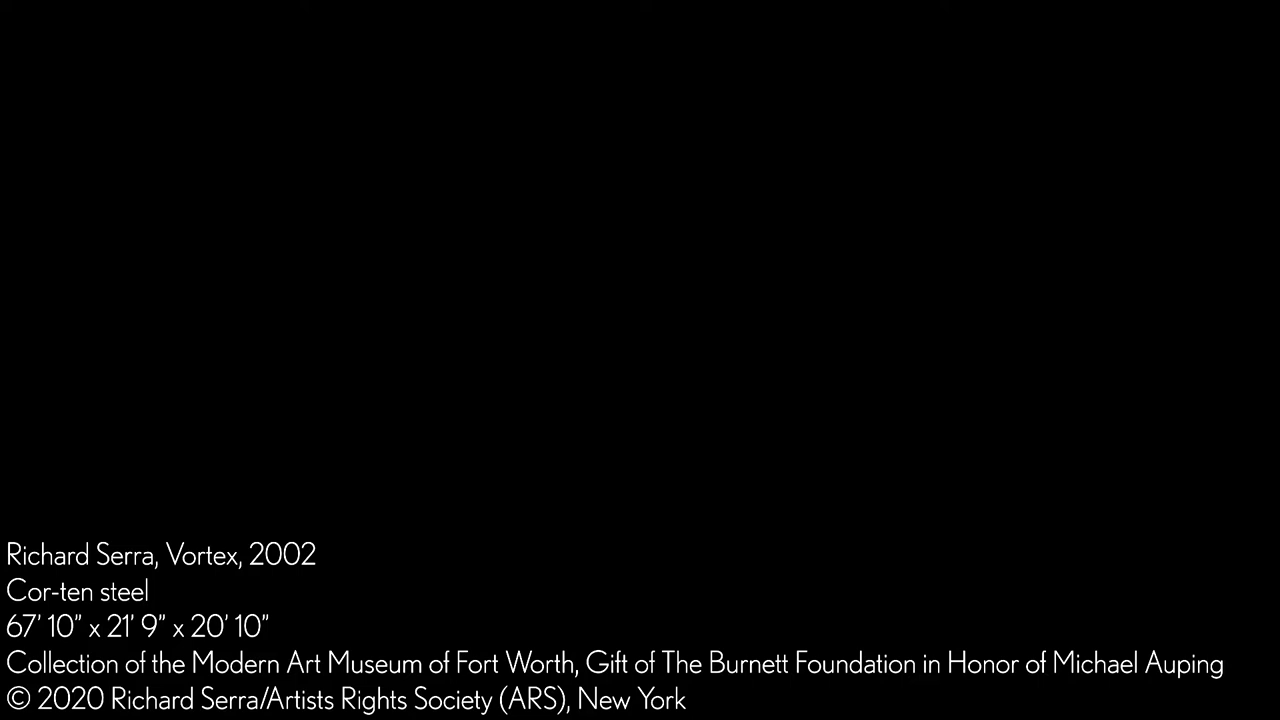 Richard Serra, Vortex, 2002
Cor-ten steel
67’ 10” x 21’ 9” x 20’ 10”
Collection of the Modern Art Museum of Fort Worth, Gift of The Burnett Foundation in Honor of Michael Auping
© 2020 Richard Serra/Artists Rights Society (ARS), New York